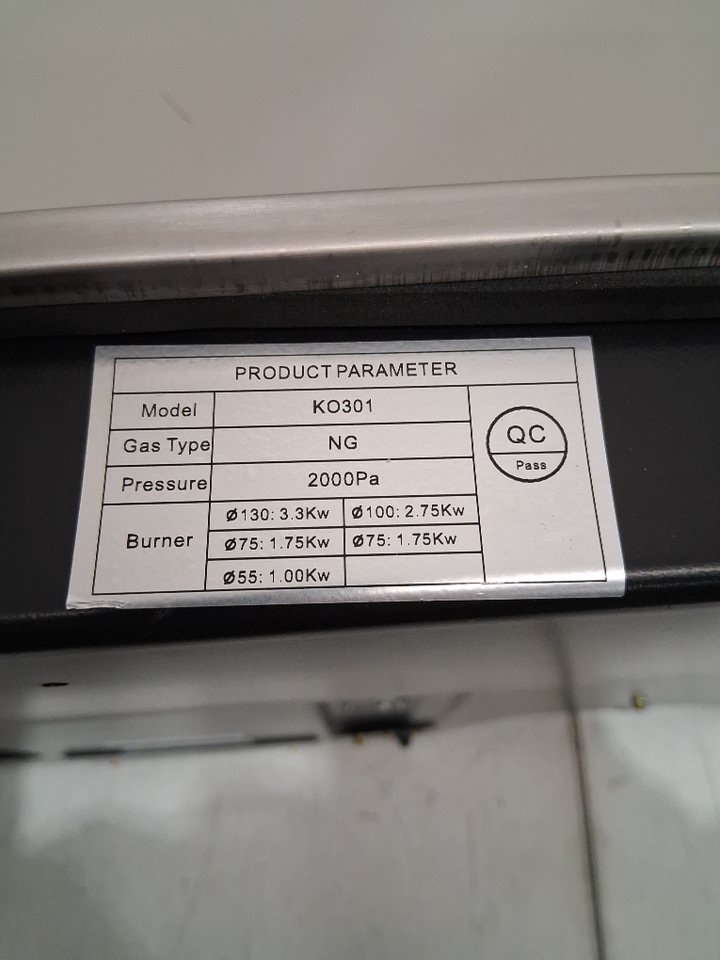 PRODUCT PARAMETER
Model KO301
Gas Type NG
Pressure 2000Pa
QC
Pass
Burner
Ø130: 3.3Kw Ø100: 2.75Kw
Ø75: 1.75Kw Ø75: 1.75Kw
Ø55: 1.00Kw